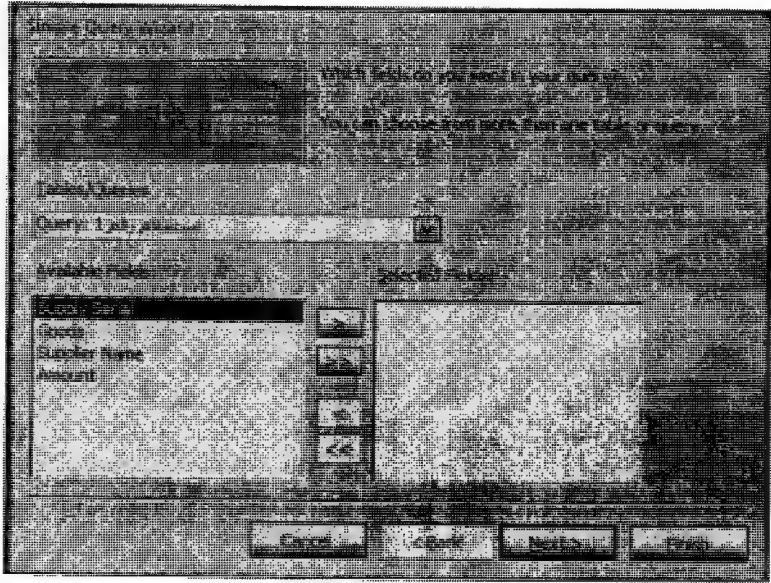 Simple Query Wizard
Which fields do you want in your query?
You can choose from more than one table or query.
Tables/Queries
Query: 1
Available Fields:
Selected Fields:
Goods
Supplier Name
Amount
>
>>
<
<<
Cancel
< Back
Next >
Finish